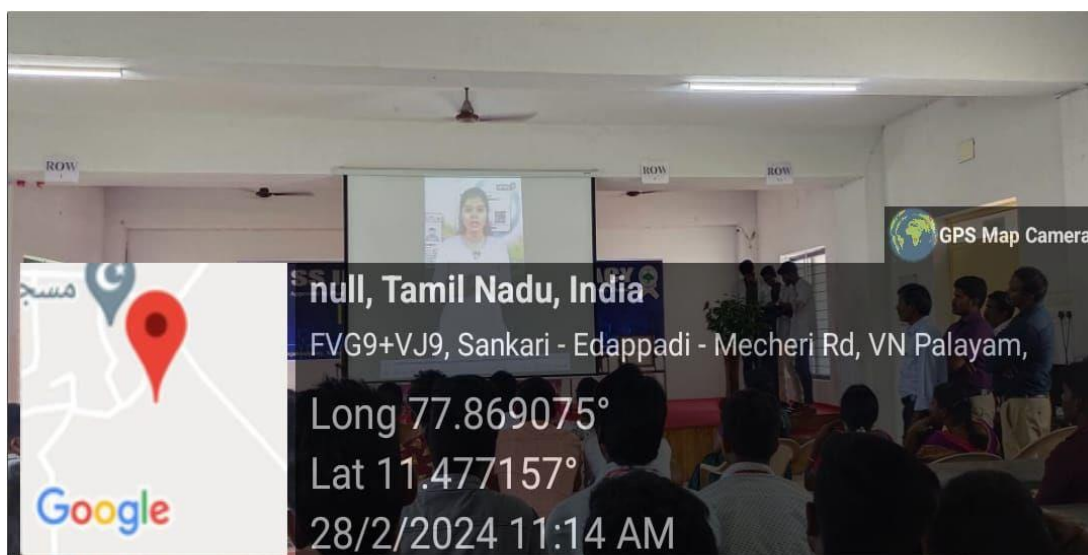 ROW
ROW
ROW
GPS Map Camera
مسجد
null, Tamil Nadu, India
FVG9+VJ9, Sankari - Edappadi - Mecheri Rd, VN Palayam,
Long 77.869075°
Lat 11.477157°
Google
28/2/2024 11:14 AM